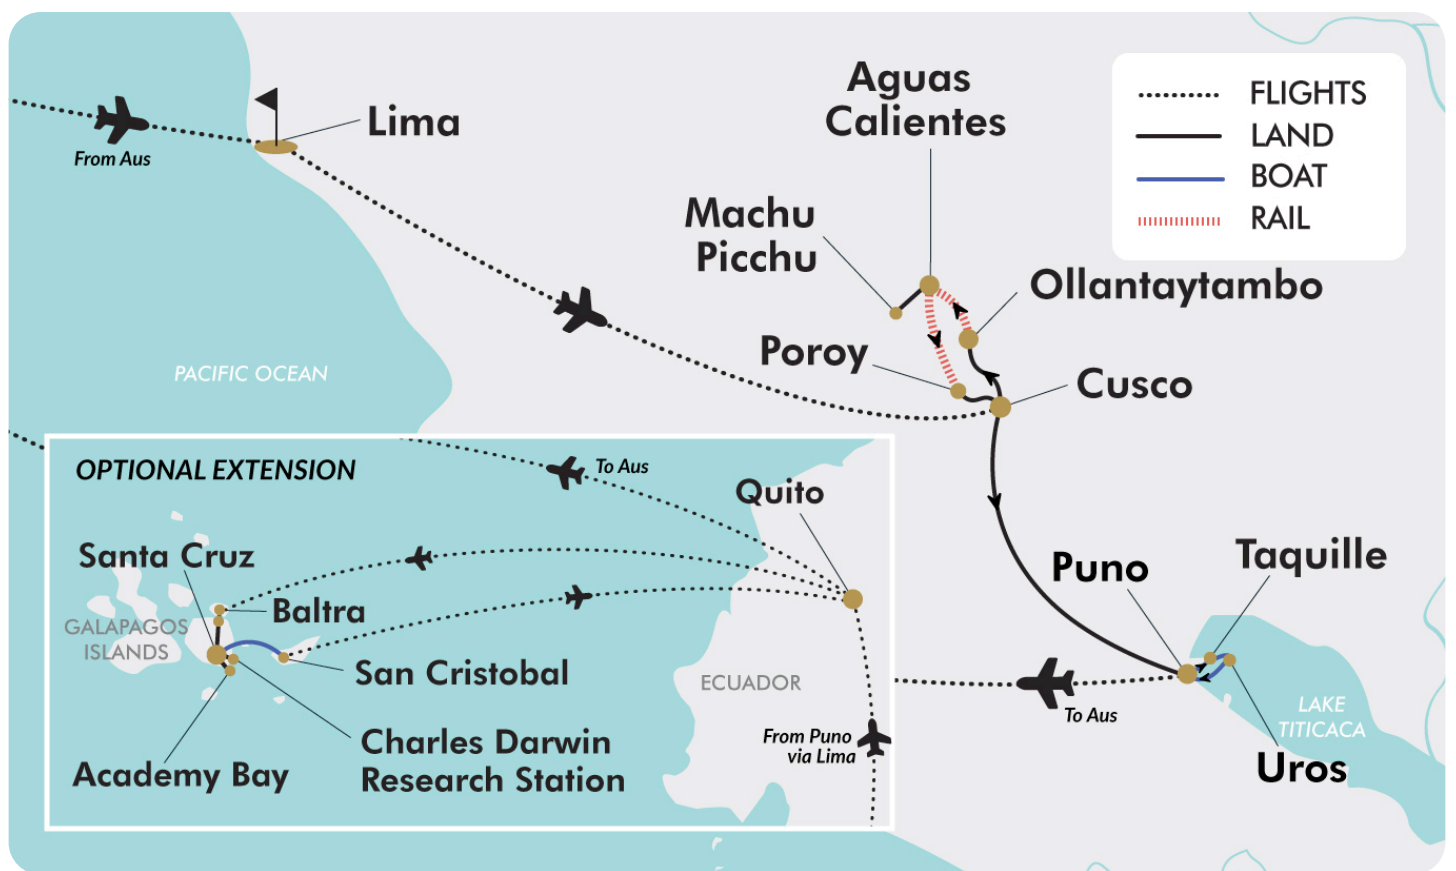 From Aus
Lima
Aguas
Calientes
FLIGHTS
LAND
BOAT
RAIL
Machu
Picchu
Ollantaytambo
Poroy
Cusco
PACIFIC OCEAN
OPTIONAL EXTENSION
To Aus
Quito
Santa Cruz
Baltra
GALAPAGOS
ISLANDS
San Cristobal
ECUADOR
Charles Darwin
Research Station
Academy Bay
From Puno
via Lima
Puno
Taquille
To Aus
LAKE
TITICACA
Uros